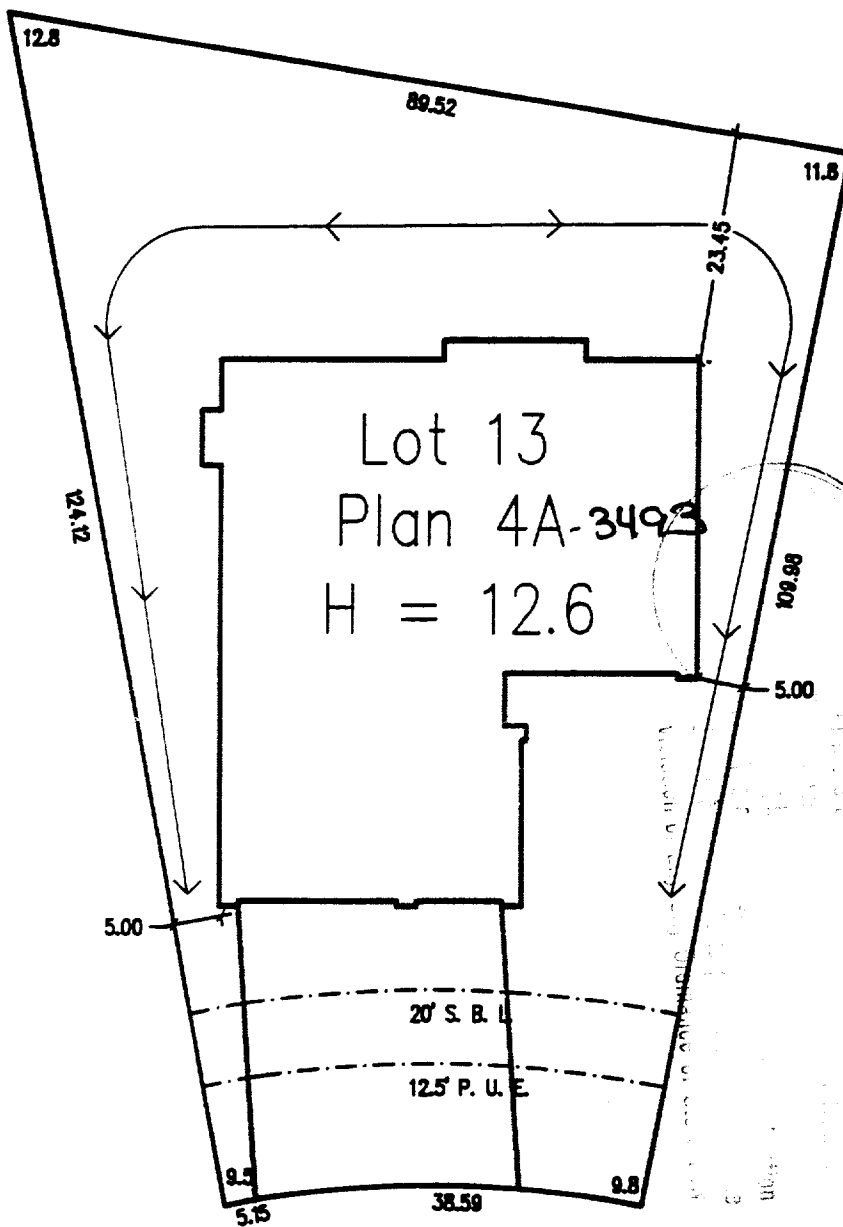 12.8
89.52
11.8
23.45
Lot 13
Plan 4A-3493
H = 12.6
124.12
109.98
5.00
5.00
20' S. B. L.
12.5' P. U. E.
9.5
9.8
5.15
38.59